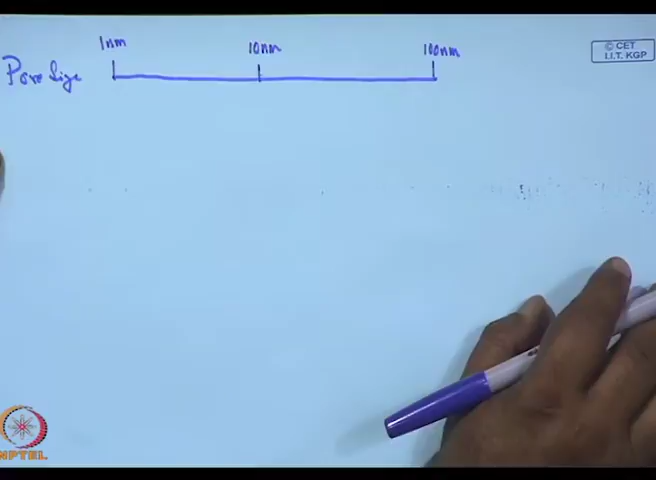 1nm 10nm 100nm
Pore Size
© CET
I.I.T. KGP
NPTEL